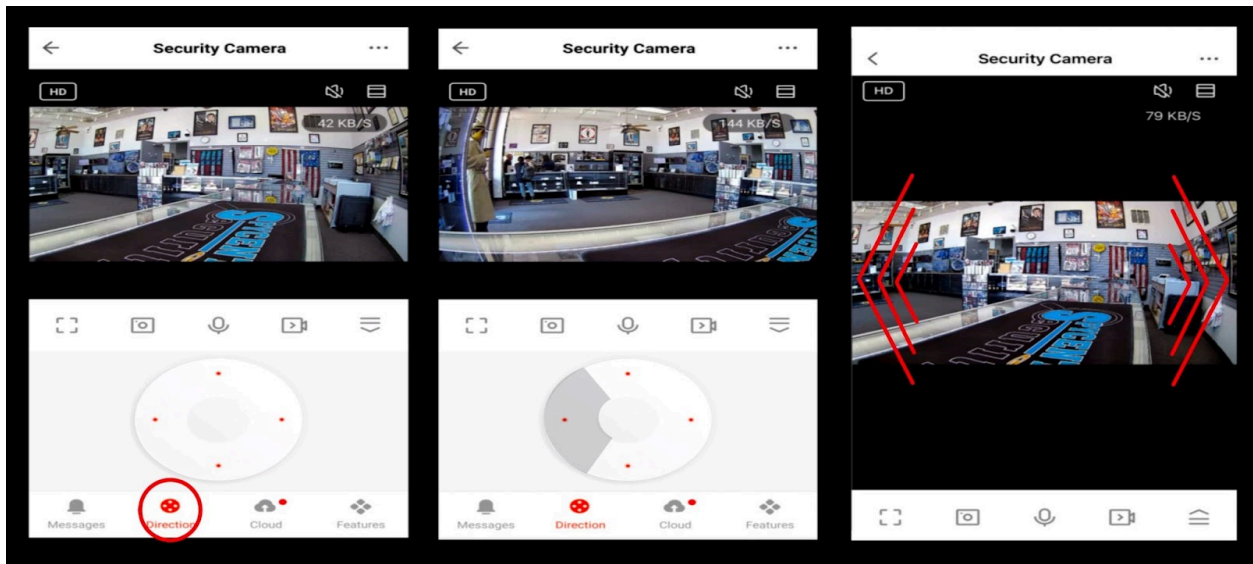 Security Camera
HD
42 KB/S
Messages
Direction
Cloud
Features
Security Camera
HD
144 KB/S
Messages
Direction
Cloud
Features
Security Camera
HD
79 KB/S